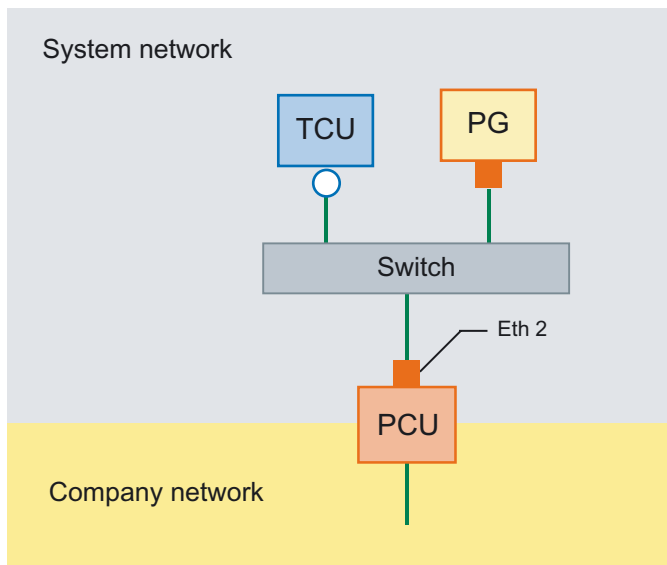 System network
TCU
PG
Switch
Eth 2
PCU
Company network